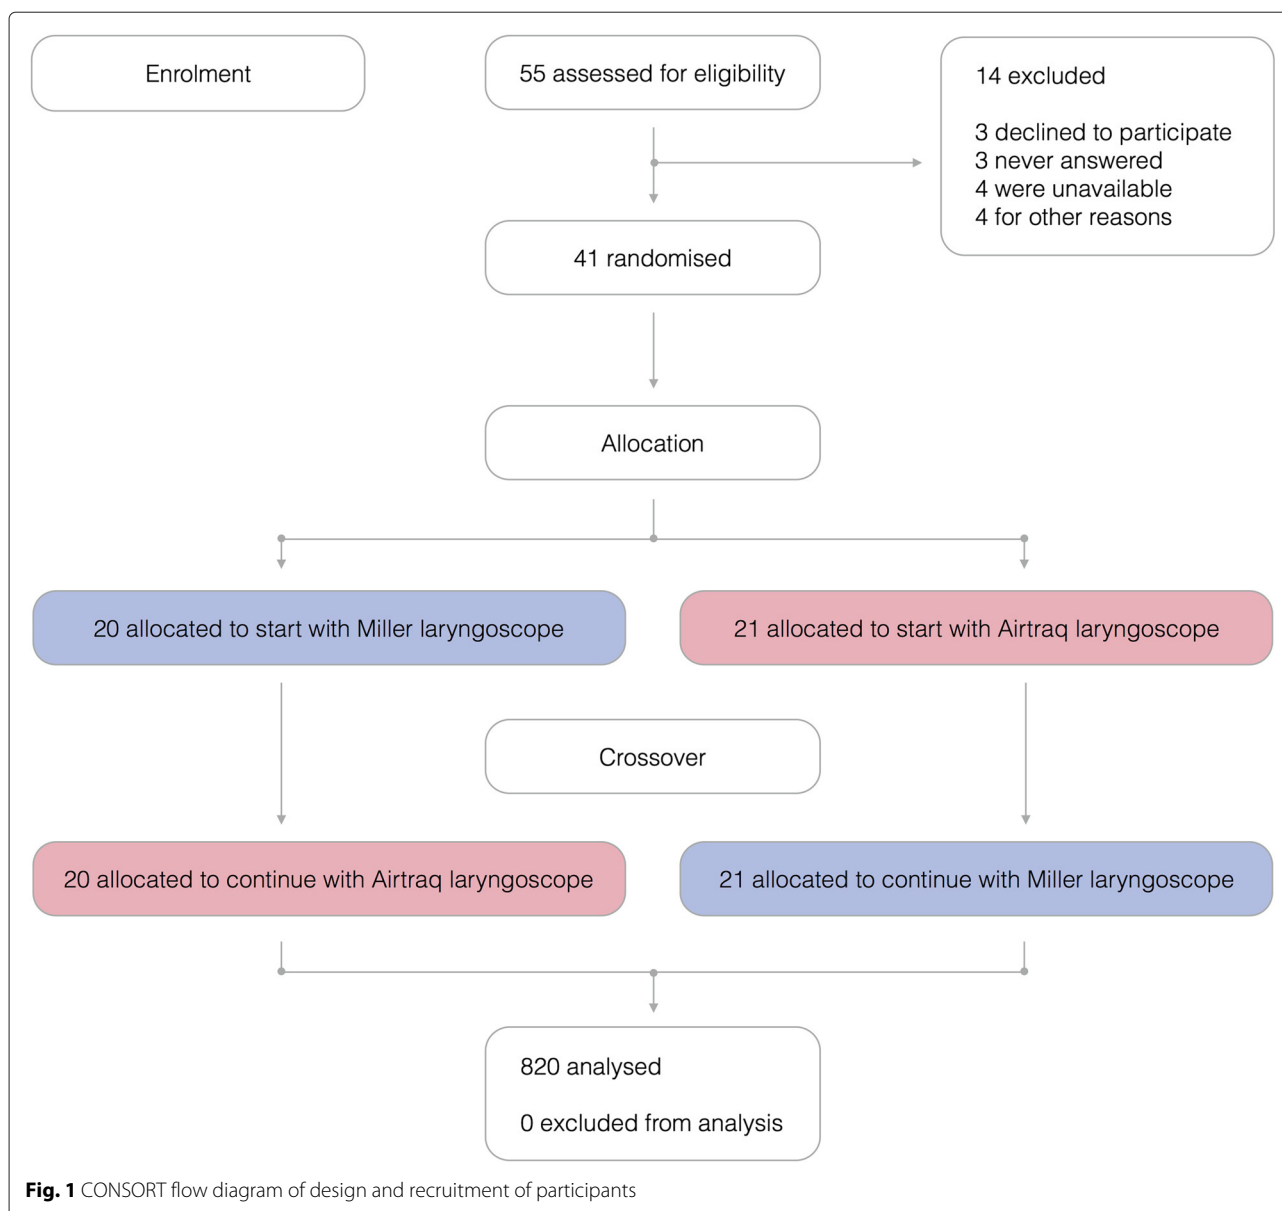 Enrolment
55 assessed for eligibility
14 excluded
3 declined to participate
3 never answered
4 were unavailable
4 for other reasons
41 randomised
Allocation
20 allocated to start with Miller laryngoscope
21 allocated to start with Airtraq laryngoscope
Crossover
20 allocated to continue with Airtraq laryngoscope
21 allocated to continue with Miller laryngoscope
820 analysed
0 excluded from analysis
Fig. 1 CONSORT flow diagram of design and recruitment of participants